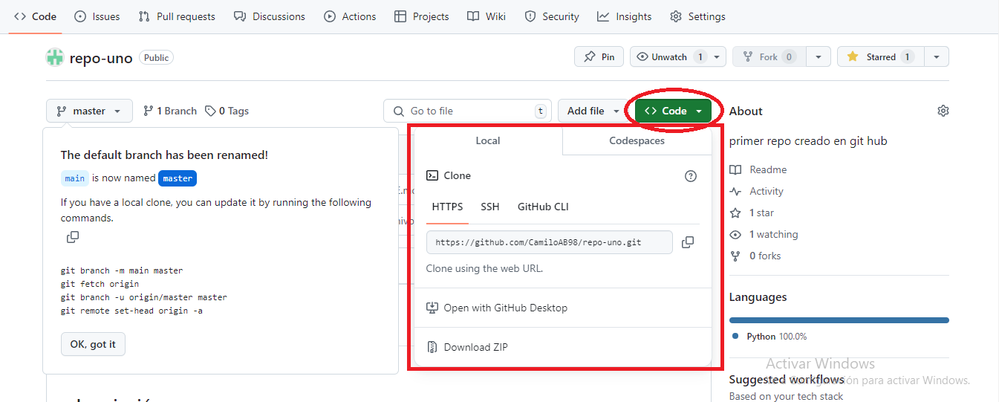 Code Issues Pull requests Discussions Actions Projects Wiki Security Insights Settings
repo-uno Public Pin Unwatch 1 Fork 0 Starred 1
master 1 Branch 0 Tags Go to file t Add file Code
The default branch has been renamed!
main is now named master
If you have a local clone, you can update it by running the following
commands.
git branch -m main master
git fetch origin
git branch -u origin/master master
git remote set-head origin -a
OK, got it
Local Codespaces
Clone
HTTPS SSH GitHub CLI
https://github.com/CamiloAB98/repo-uno.git
Clone using the web URL.
Open with GitHub Desktop
Download ZIP
About
primer repo creado en git hub
Readme
Activity
1 star
1 watching
0 forks
Languages
Python 100.0%
Activar Windows
Suggested workflows
para activar Windows.
Based on your tech stack